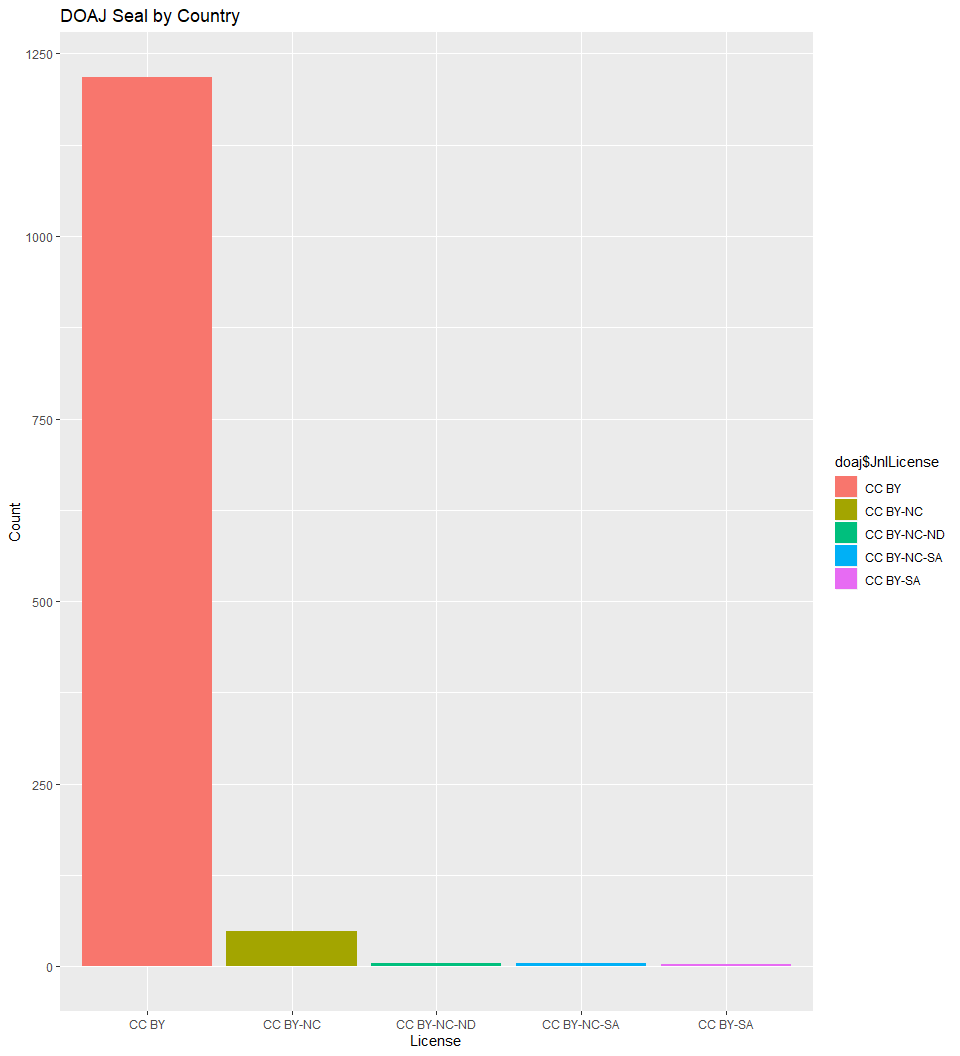 DOAJ Seal by Country
1250
1000
750
500
250
0
Count
CC BY
CC BY-NC
CC BY-NC-ND
CC BY-NC-SA
CC BY-SA
License
doaj$JnlLicense
CC BY
CC BY-NC
CC BY-NC-ND
CC BY-NC-SA
CC BY-SA